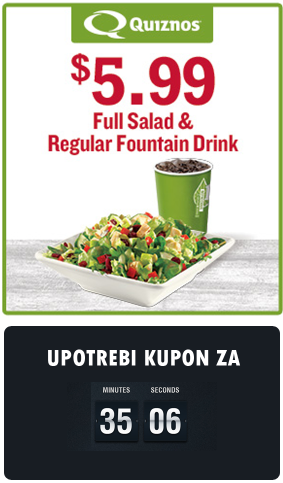 Quiznos
$5.99
Full Salad &
Regular Fountain Drink
UPOTREBI KUPON ZA
MINUTES SECONDS
35 06